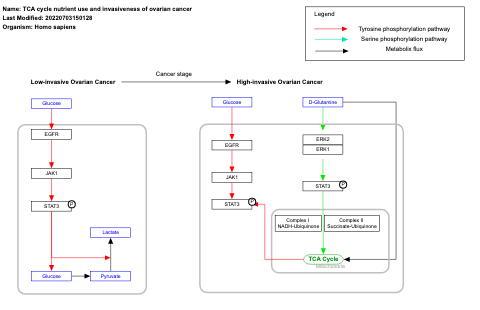 Name: TCA cycle nutrient use and invasiveness of ovarian cancer
Last Modified: 20220703150128
Organism: Homo sapiens
Legend
Tyrosine phosphorylation pathway
Serine phosphorylation pathway
Metabolix flux
Cancer stage
Low-invasive Ovarian Cancer
High-invasive Ovarian Cancer
Glucose
Glucose
D-Glutamine
EGFR
EGFR
ERK2
ERK1
JAK1
JAK1
STAT3
P
STAT3
P
STAT3
P
Complex I
NADH-Ubiquinone
Complex II
Succinate-Ubiquinone
Lactate
TCA Cycle
Mitochondria
Glucose
Pyruvate